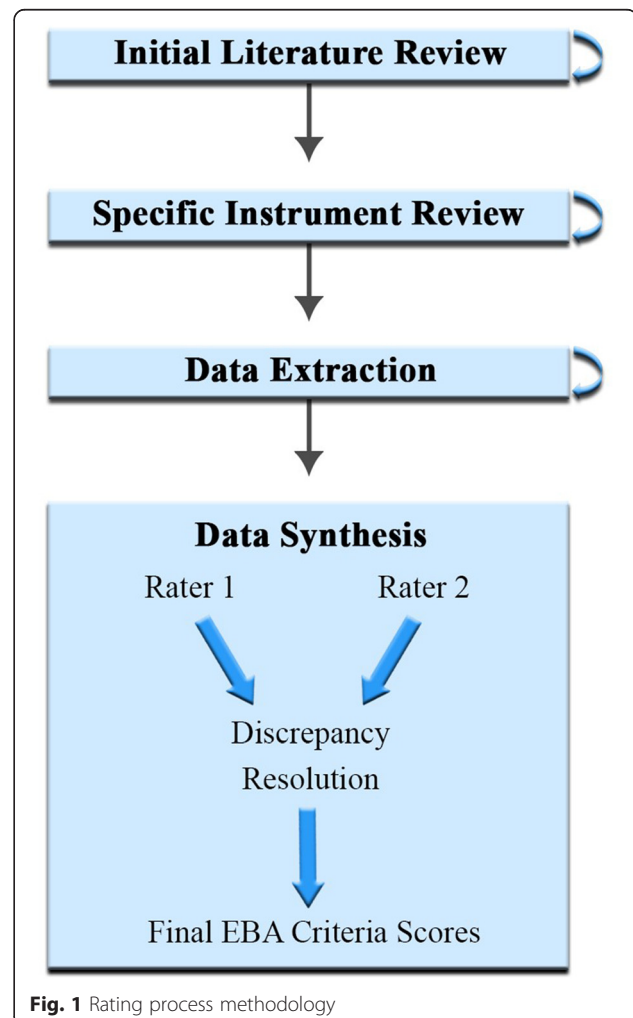 Initial Literature Review
Specific Instrument Review
Data Extraction
Data Synthesis
Rater 1 Rater 2
Discrepancy
Resolution
Final EBA Criteria Scores
Fig. 1 Rating process methodology